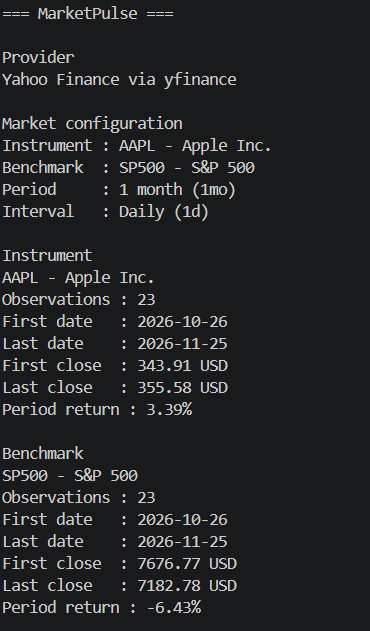 === MarketPulse ===
Provider
Yahoo Finance via yfinance
Market configuration
Instrument : AAPL - Apple Inc.
Benchmark  : SP500 - S&P 500
Period     : 1 month (1mo)
Interval   : Daily (1d)
Instrument
AAPL - Apple Inc.
Observations : 23
First date   : 2026-10-26
Last date    : 2026-11-25
First close  : 343.91 USD
Last close   : 355.58 USD
Period return : 3.39%
Benchmark
SP500 - S&P 500
Observations : 23
First date   : 2026-10-26
Last date    : 2026-11-25
First close  : 7676.77 USD
Last close   : 7182.78 USD
Period return : -6.43%